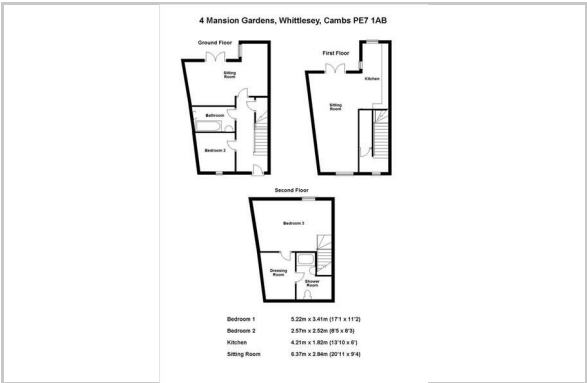 4 Mansion Gardens, Whittlesey, Cambs PE7 1AB
Ground Floor
Sitting
Room
Bathroom
Bedroom 2
First Floor
Kitchen
Sitting
Room
Second Floor
Bedroom 3
Dressing
Room
Shower
Room
Bedroom 1 5.22m x 3.41m (17'1 x 11'2)
Bedroom 2 2.57m x 2.52m (8'5 x 8'3)
Kitchen 4.21m x 1.82m (13'10 x 6')
Sitting Room 6.37m x 2.84m (20'11 x 9'4)